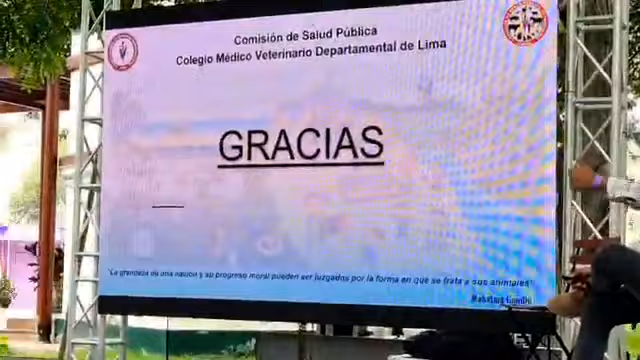 Comisión de Salud Pública
Colegio Médico Veterinario Departamental de Lima
GRACIAS
"La grandeza de una nación y su progreso moral pueden ser juzgados por la forma en que se trata a sus animales"
Mahatma Gandhi